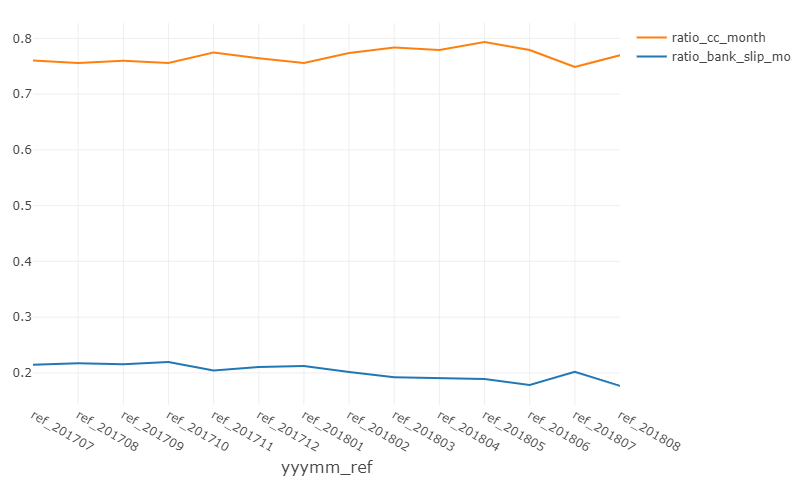 ratio_cc_month
ratio_bank_slip_mo
0.8
0.7
0.6
0.5
0.4
0.3
0.2
ref_201707
ref_201708
ref_201709
ref_201710
ref_201711
ref_201712
ref_201801
ref_201802
ref_201803
ref_201804
ref_201805
ref_201806
ref_201807
ref_201808
yyymm_ref